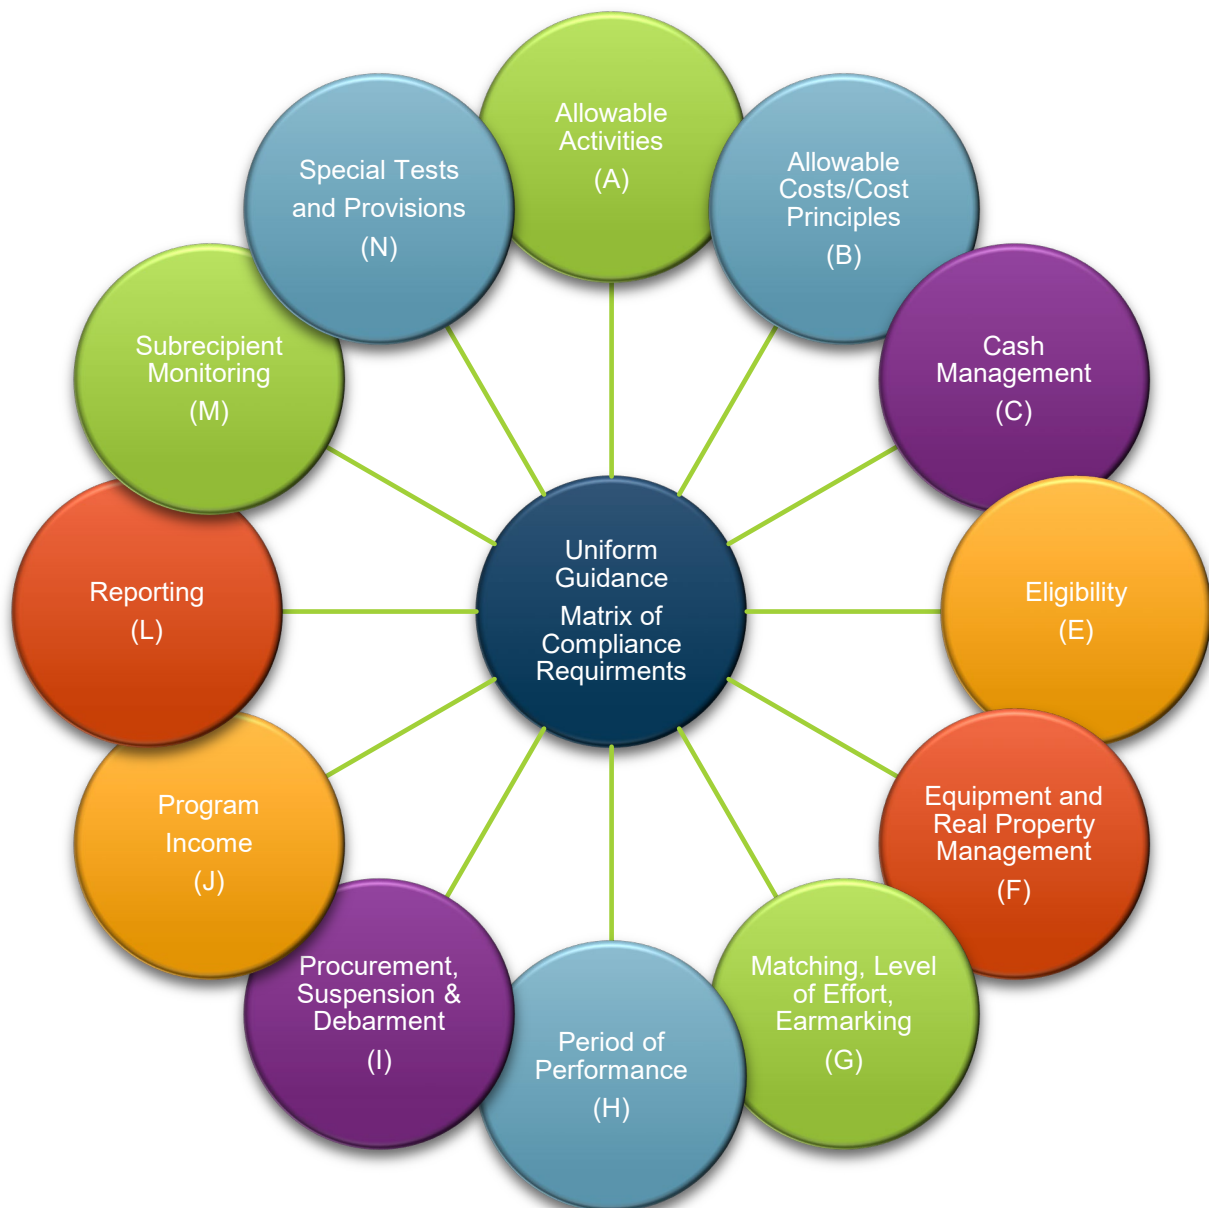 Allowable
Activities
(A)
Allowable
Costs/Cost
Principles
(B)
Cash
Management
(C)
Eligibility
(E)
Equipment and
Real Property
Management
(F)
Matching, Level
of Effort,
Earmarking
(G)
Period of
Performance
(H)
Procurement,
Suspension &
Debarment
(I)
Program
Income
(J)
Reporting
(L)
Subrecipient
Monitoring
(M)
Special Tests
and Provisions
(N)
Uniform
Guidance
Matrix of
Compliance
Requirments